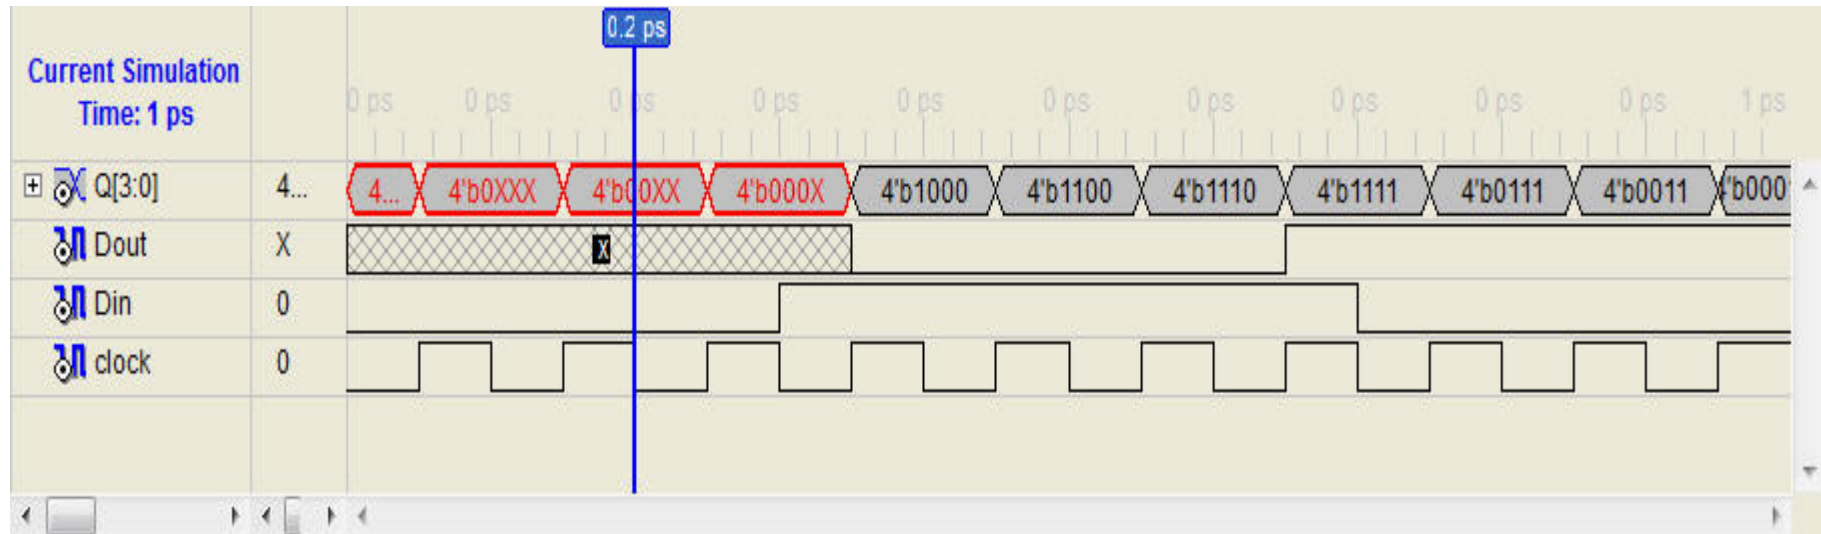 0.2 ps
Current Simulation
Time: 1 ps
0 ps 0 ps 0 ps 0 ps 0 ps 0 ps 0 ps 0 ps 0 ps 0 ps 1 ps
Q[3:0] 4... 4... 4'b0XXX 4'b00XX 4'b000X 4'b1000 4'b1100 4'b1110 4'b1111 4'b0111 4'b0011 4'b000
Dout X X
Din 0
clock 0